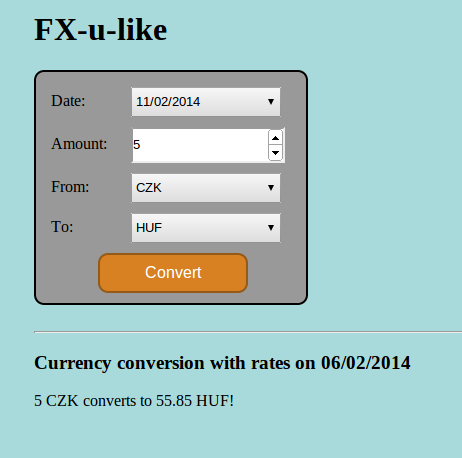 FX-u-like
Date: 11/02/2014
Amount: 5
From: CZK
To: HUF
Convert
Currency conversion with rates on 06/02/2014
5 CZK converts to 55.85 HUF!